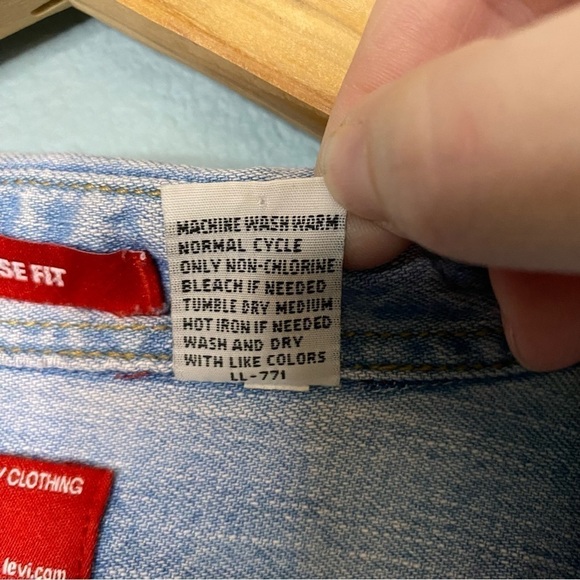 MACHINE WASH WARM
NORMAL CYCLE
ONLY NON-CHLORINE
BLEACH IF NEEDED
TUMBLE DRY MEDIUM
HOT IRON IF NEEDED
WASH AND DRY
WITH LIKE COLORS
LL-771
SE FIT
Y CLOTHING
levi.com